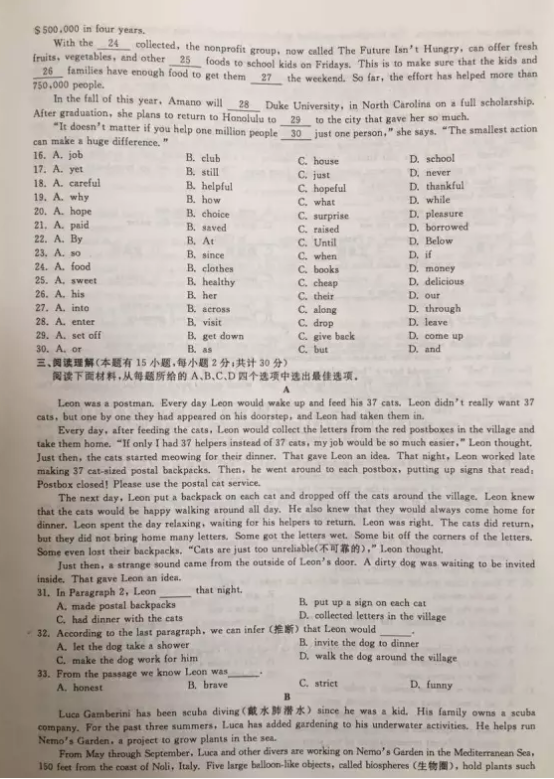 $500,000 in four years.
With the 24 collected, the nonprofit group, now called The Future Isn't Hungry, can offer fresh
fruits, vegetables, and other 25 foods to school kids on Fridays. This is to make sure that the kids and
26 families have enough food to get them 27 the weekend. So far, the effort has helped more than
750,000 people.
In the fall of this year, Amano will 28 Duke University, in North Carolina on a full scholarship.
After graduation, she plans to return to Honolulu to 29 to the city that gave her so much.
"It doesn't matter if you help one million people 30 just one person," she says. "The smallest action
can make a huge difference."
16. A. job B. club C. house D. school
17. A. yet B. still C. just D. never
18. A. careful B. helpful C. hopeful D. thankful
19. A. why B. how C. what D. while
20. A. hope B. choice C. surprise D. pleasure
21. A. paid B. saved C. raised D. borrowed
22. A. By B. At C. Until D. Below
23. A. so B. since C. when D. if
24. A. food B. clothes C. books D. money
25. A. sweet B. healthy C. cheap D. delicious
26. A. his B. her C. their D. our
27. A. into B. across C. along D. through
28. A. enter B. visit C. drop D. leave
29. A. set off B. get down C. give back D. come up
30. A. or B. as C. but D. and
三、阅读理解(本题有 15 小题,每小题 2 分,共计 30 分)
阅读下面材料,从每题所给的 A、B、C、D 四个选项中选出最佳选项。
A
Leon was a postman. Every day Leon would wake up and feed his 37 cats. Leon didn't really want 37
cats, but one by one they had appeared on his doorstep, and Leon had taken them in.
Every day, after feeding the cats, Leon would collect the letters from the red postboxes in the village and
take them home. "If only I had 37 helpers instead of 37 cats, my job would be so much easier," Leon thought.
Just then, the cats started meowing for their dinner. That gave Leon an idea. That night, Leon worked late
making 37 cat-sized postal backpacks. Then, he went around to each postbox, putting up signs that read:
Postbox closed! Please use the postal cat service.
The next day, Leon put a backpack on each cat and dropped off the cats around the village. Leon knew
that the cats would be happy walking around all day. He also knew that they would always come home for
dinner. Leon spent the day relaxing, waiting for his helpers to return. Leon was right. The cats did return,
but they did not bring home many letters. Some got the letters wet. Some bit off the corners of the letters.
Some even lost their backpacks. "Cats are just too unreliable(不可靠的)," Leon thought.
Just then, a strange sound came from the outside of Leon's door. A dirty dog was waiting to be invited
inside. That gave Leon an idea.
31. In Paragraph 2, Leon ______ that night.
A. made postal backpacks B. put up a sign on each cat
C. had dinner with the cats D. collected letters in the village
32. According to the last paragraph, we can infer (推断) that Leon would ______.
A. let the dog take a shower B. invite the dog to dinner
C. make the dog work for him D. walk the dog around the village
33. From the passage we know Leon was______.
A. honest B. brave C. strict D. funny
B
Luca Gamberini has been scuba diving (戴水肺潜水) since he was a kid. His family owns a scuba
company. For the past three summers, Luca has added gardening to his underwater activities. He helps run
Nemo's Garden, a project to grow plants in the sea.
From May through September, Luca and other divers are working on Nemo's Garden in the Mediterranean Sea,
150 feet from the coast of Noli, Italy. Five large balloon-like objects, called biospheres (生物圈), hold plants such